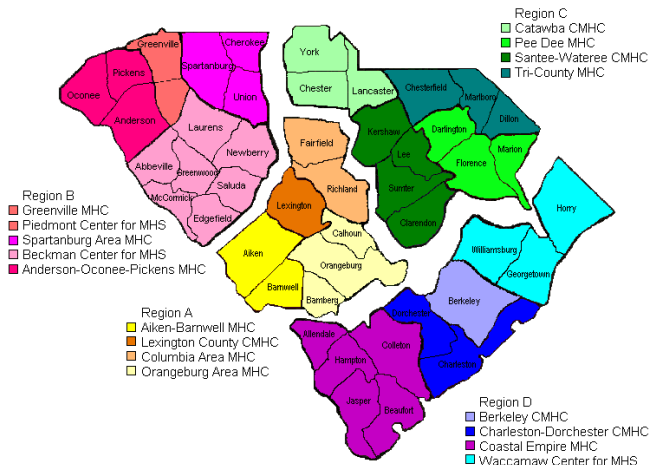 Region C
Catawba CMHC
Pee Dee MHC
Santee-Wateree CMHC
Tri-County MHC
Greenville
Cherokee
Spartanburg
Pickens
Oconee
Union
Anderson
York
Chester
Lancaster
Chesterfield
Marlboro
Dillon
Laurens
Newberry
Abbeville
Greenwood
Saluda
McCormick
Edgefield
Fairfield
Richland
Kershaw
Lee
Sumter
Clarendon
Darlington
Florence
Marion
Region B
Greenville MHC
Piedmont Center for MHS
Spartanburg Area MHC
Beckman Center for MHS
Anderson-Oconee-Pickens MHC
Lexington
Calhoun
Aiken
Orangeburg
Barnwell
Bamberg
Horry
Williamsburg
Georgetown
Berkeley
Dorchester
Charleston
Region A
Aiken-Barnwell MHC
Lexington County CMHC
Columbia Area MHC
Orangeburg Area MHC
Allendale
Hampton
Colleton
Jasper
Beaufort
Region D
Berkeley CMHC
Charleston-Dorchester CMHC
Coastal Empire MHC
Waccamaw Center for MHS